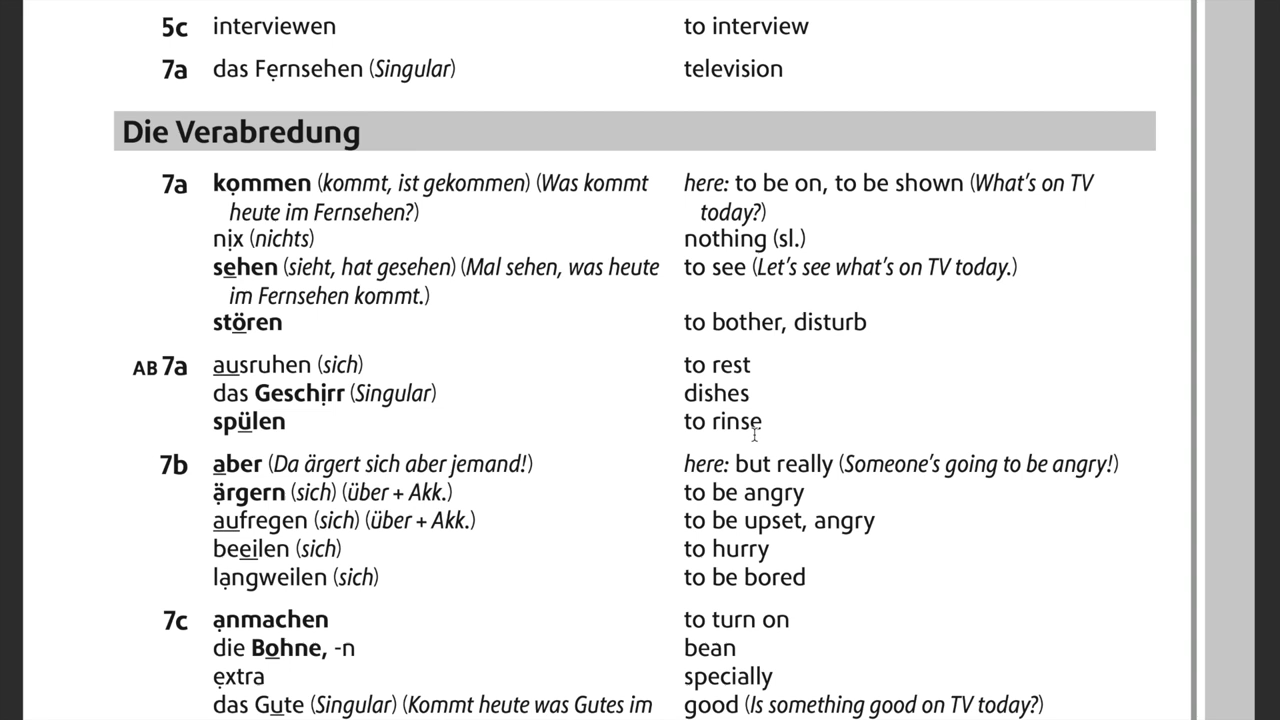 5c interviewen to interview
7a das Fernsehen (Singular) television
Die Verabredung
7a kommen (kommt, ist gekommen) (Was kommt here: to be on, to be shown (What's on TV
heute im Fernsehen?) today?)
nix (nichts) nothing (sl.)
sehen (sieht, hat gesehen) (Mal sehen, was heute to see (Let's see what's on TV today.)
im Fernsehen kommt.)
stören to bother, disturb
AB 7a ausruhen (sich) to rest
das Geschirr (Singular) dishes
spülen to rinse
7b aber (Da ärgert sich aber jemand!) here: but really (Someone's going to be angry!)
ärgern (sich) (über + Akk.) to be angry
aufregen (sich) (über + Akk.) to be upset, angry
beeilen (sich) to hurry
langweilen (sich) to be bored
7c anmachen to turn on
die Bohne, -n bean
extra specially
das Gute (Singular) (Kommt heute was Gutes im good (Is something good on TV today?)